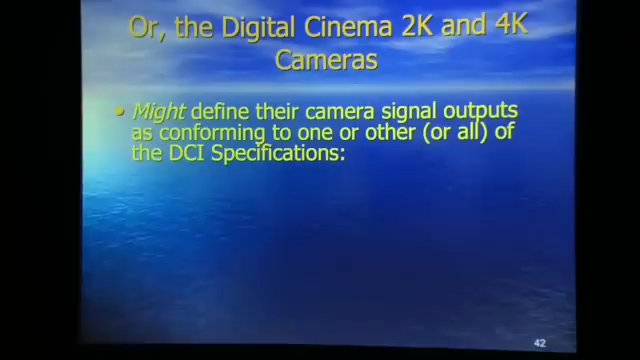 Or, the Digital Cinema 2K and 4K
Cameras
• Might define their camera signal outputs
as conforming to one or other (or all) of
the DCI Specifications:
42